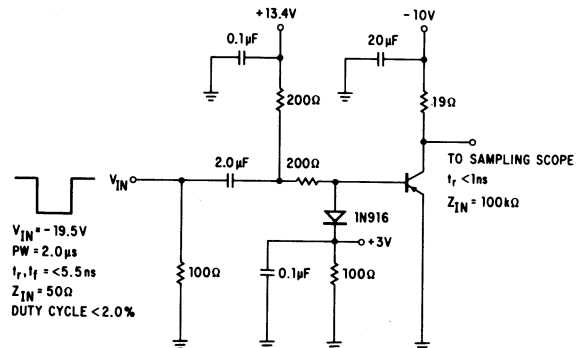 +13.4V
-10V
0.1µF
20µF
200Ω
19Ω
2.0µF
200Ω
V_IN
TO SAMPLING SCOPE
t_r <1ns
Z_IN = 100kΩ
1N916
+3V
V_IN = -19.5V
PW = 2.0µs
t_r, t_f = <5.5ns
Z_IN = 50Ω
DUTY CYCLE <2.0%
100Ω
0.1µF
100Ω